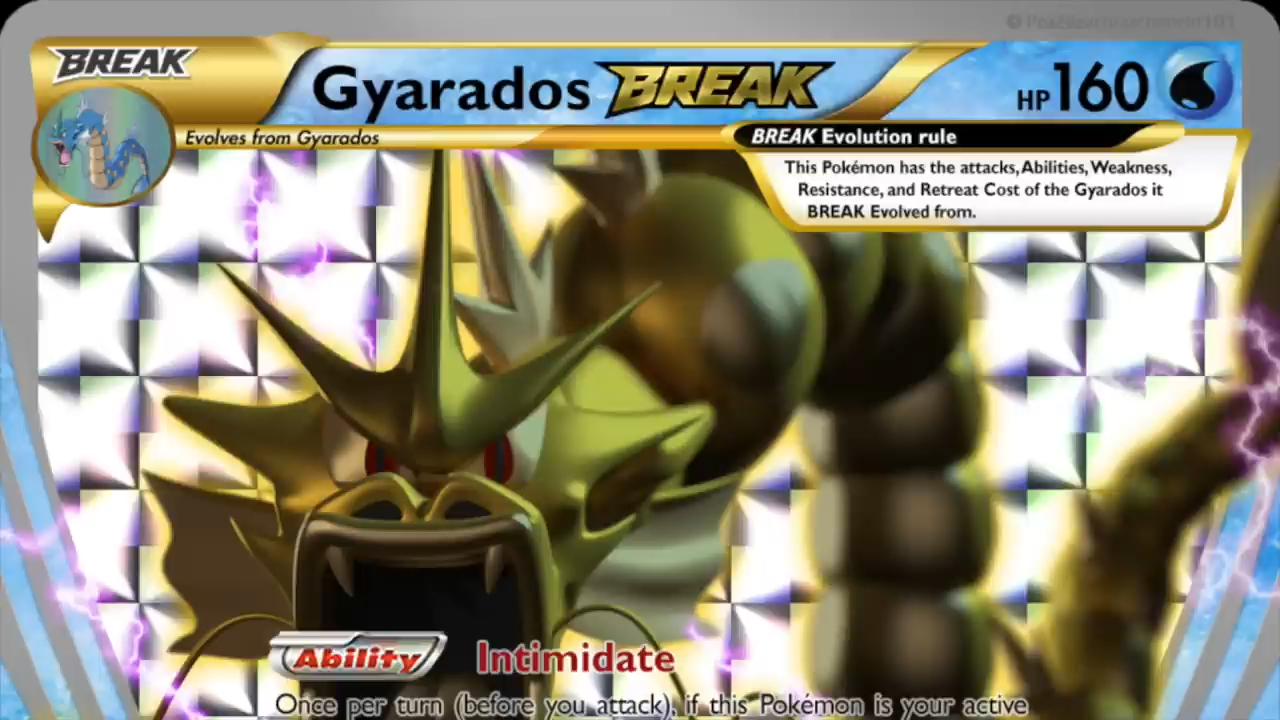 BREAK
Gyarados BREAK
HP 160
Evolves from Gyarados
BREAK Evolution rule
This Pokémon has the attacks, Abilities, Weakness,
Resistance, and Retreat Cost of the Gyarados it
BREAK Evolved from.
Ability Intimidate
Once per turn (before you attack), if this Pokémon is your active